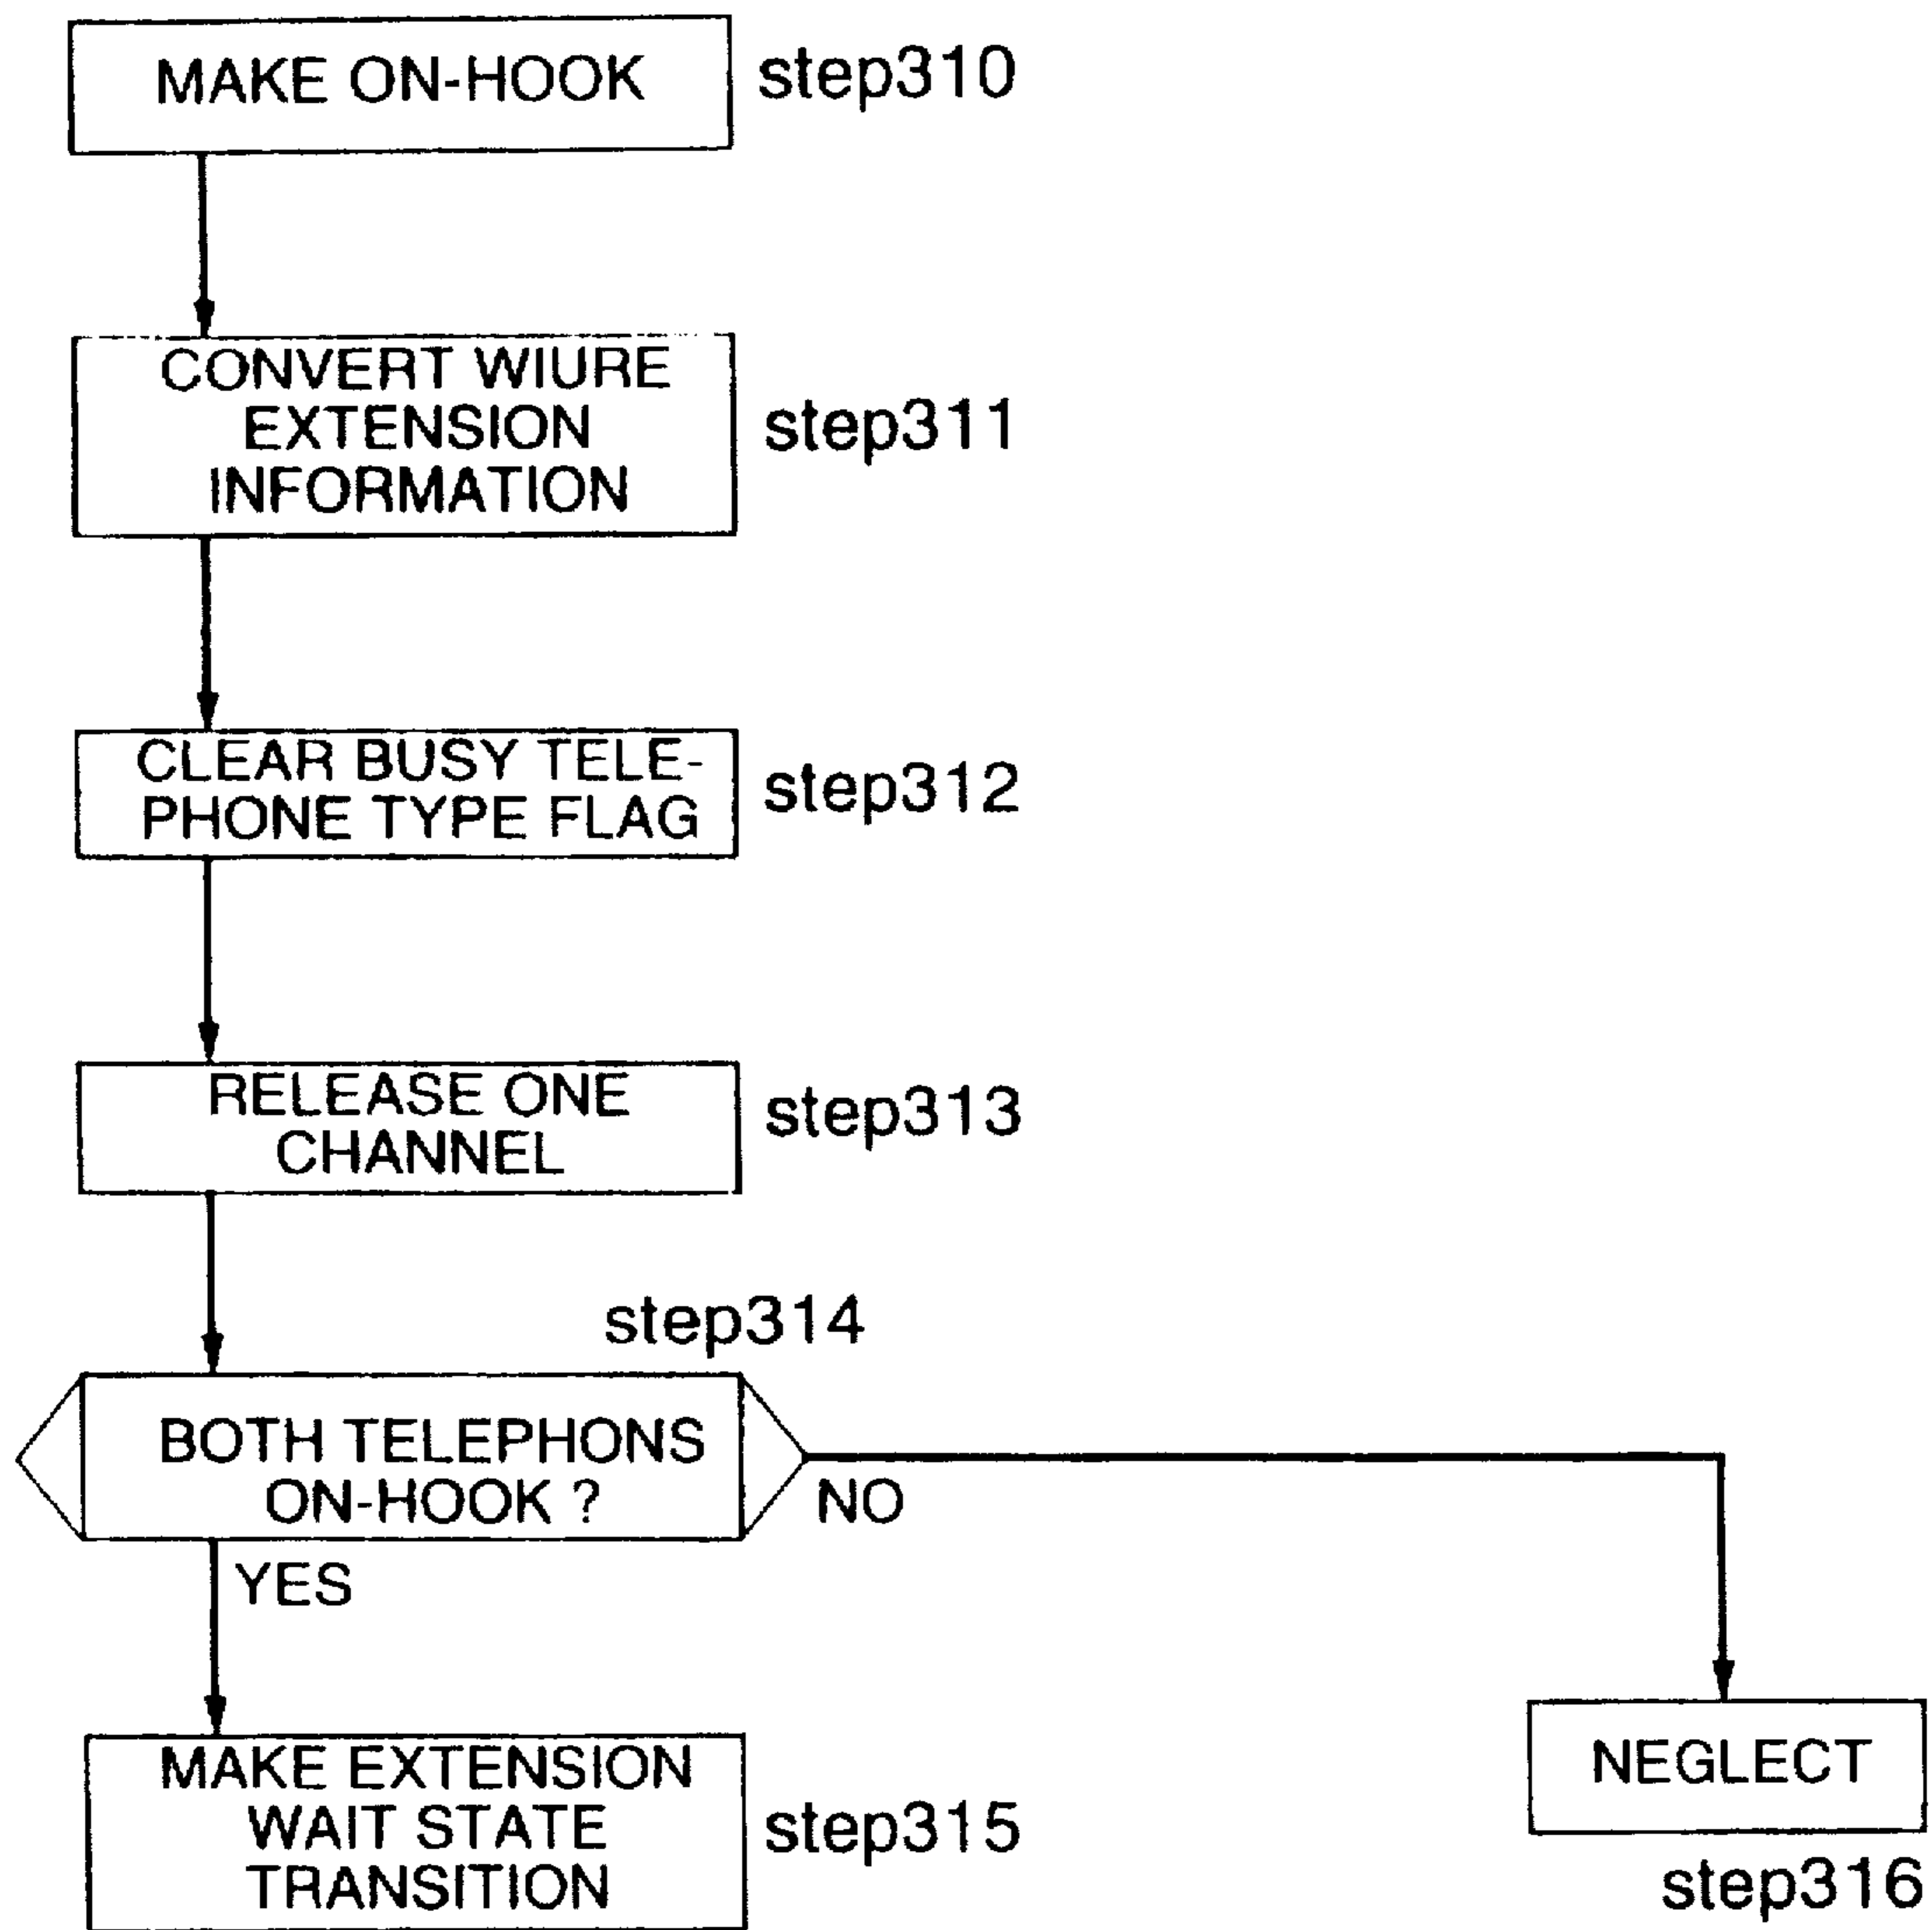 MAKE ON-HOOK
step310
CONVERT WIURE
EXTENSION
INFORMATION
step311
CLEAR BUSY TELE-
PHONE TYPE FLAG
step312
RELEASE ONE
CHANNEL
step313
step314
BOTH TELEPHONS
ON-HOOK ?
NO
YES
MAKE EXTENSION
WAIT STATE
TRANSITION
step315
NEGLECT
step316